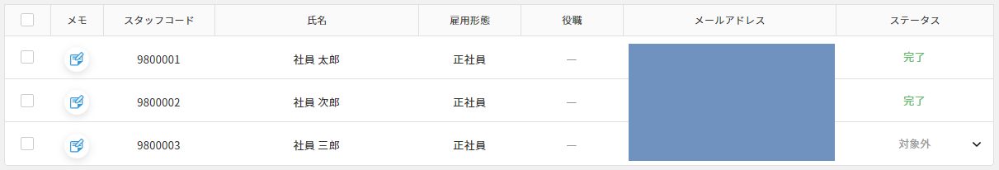 メモ スタッフコード 氏名 雇用形態 役職 メールアドレス ステータス
9800001 社員 太郎 正社員 — 完了
9800002 社員 次郎 正社員 — 完了
9800003 社員 三郎 正社員 — 対象外